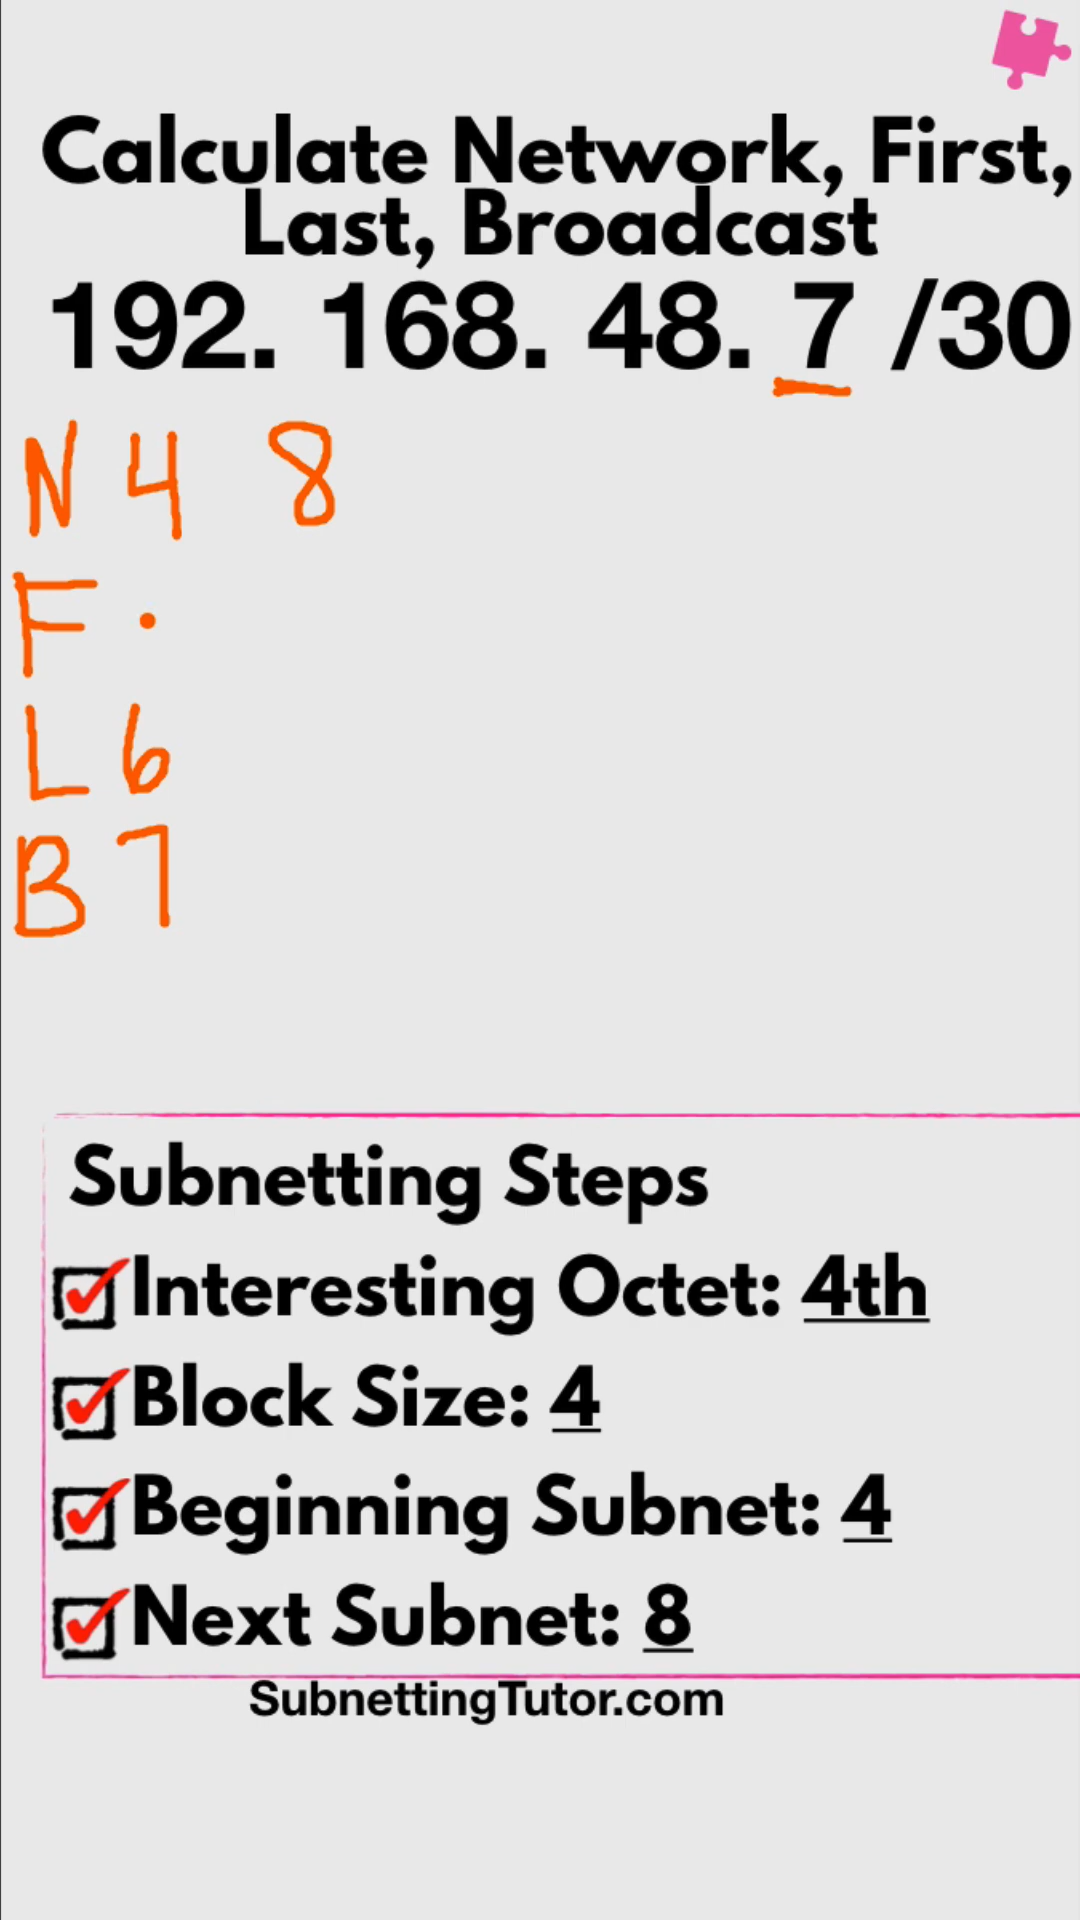 Calculate Network, First,
Last, Broadcast
192. 168. 48. 7 /30
N 4 8
F .
L 6
B 7
Subnetting Steps
Interesting Octet: 4th
Block Size: 4
Beginning Subnet: 4
Next Subnet: 8
SubnettingTutor.com